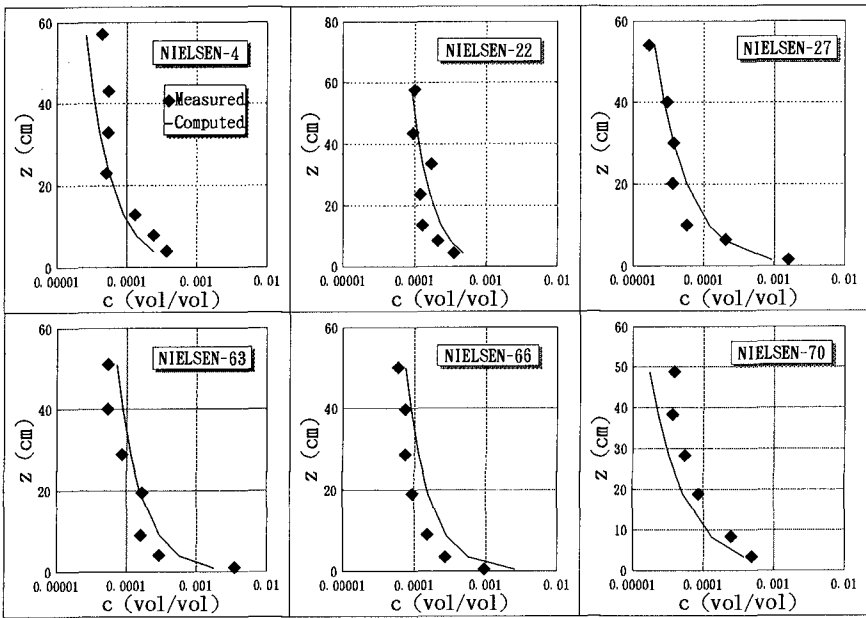 NIELSEN-4
Measured
Computed
60
40
20
0
z (cm)
0.00001
0.0001
0.001
0.01
c (vol/vol)
NIELSEN-22
80
60
40
20
0
z (cm)
0.00001
0.0001
0.001
0.01
c (vol/vol)
NIELSEN-27
60
50
40
30
20
10
0
z (cm)
0.00001
0.0001
0.001
0.01
c (vol/vol)
NIELSEN-63
60
40
20
0
z (cm)
0.00001
0.0001
0.001
0.01
c (vol/vol)
NIELSEN-66
60
40
20
0
z (cm)
0.00001
0.0001
0.001
0.01
c (vol/vol)
NIELSEN-70
60
50
40
30
20
10
0
z (cm)
0.00001
0.0001
0.001
0.01
c (vol/vol)